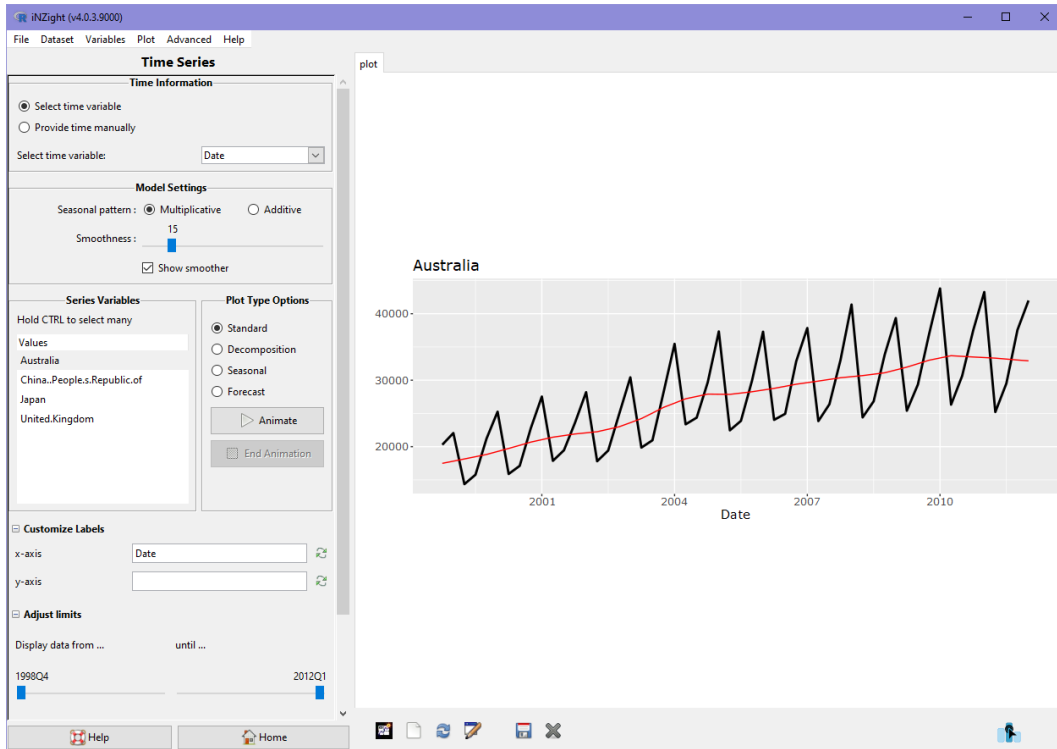 iNZight (v4.0.3.9000)
File Dataset Variables Plot Advanced Help
Time Series
Time Information
Select time variable
Provide time manually
Select time variable: Date
Model Settings
Seasonal pattern : Multiplicative Additive
15
Smoothness :
Show smoother
Series Variables
Hold CTRL to select many
Values
Australia
China..People.s.Republic.of
Japan
United.Kingdom
Plot Type Options
Standard
Decomposition
Seasonal
Forecast
Animate
End Animation
Customize Labels
x-axis Date
y-axis
Adjust limits
Display data from ... until ...
1998Q4 2012Q1
Help Home
plot
Australia
40000
30000
20000
2001 2004 2007 2010
Date